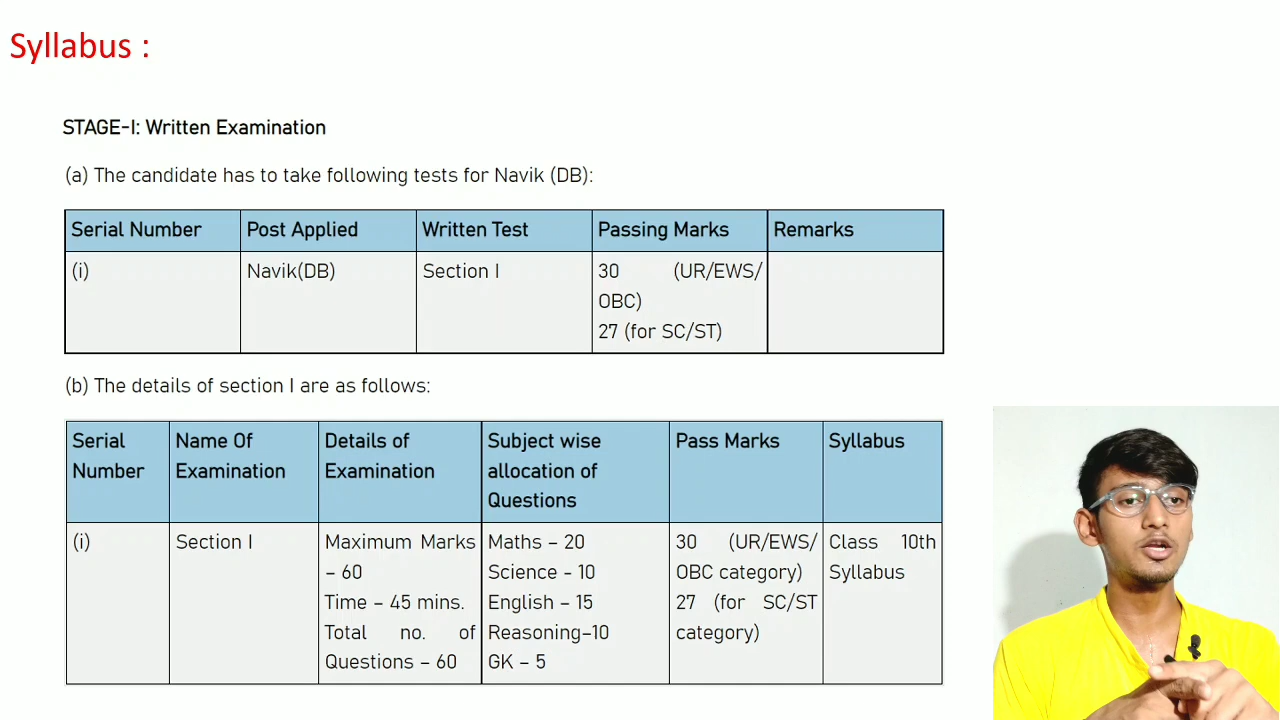 Syllabus :
STAGE-I: Written Examination
(a) The candidate has to take following tests for Navik (DB):
Serial Number Post Applied Written Test Passing Marks Remarks
(i) Navik(DB) Section I 30 (UR/EWS/
OBC)
27 (for SC/ST)
(b) The details of section I are as follows:
Serial Name Of Details of Subject wise Pass Marks Syllabus
Number Examination Examination allocation of
Questions
(i) Section I Maximum Marks Maths – 20 30 (UR/EWS/ Class 10th
– 60 Science - 10 OBC category) Syllabus
Time – 45 mins. English – 15 27 (for SC/ST
Total no. of Reasoning–10 category)
Questions – 60 GK – 5